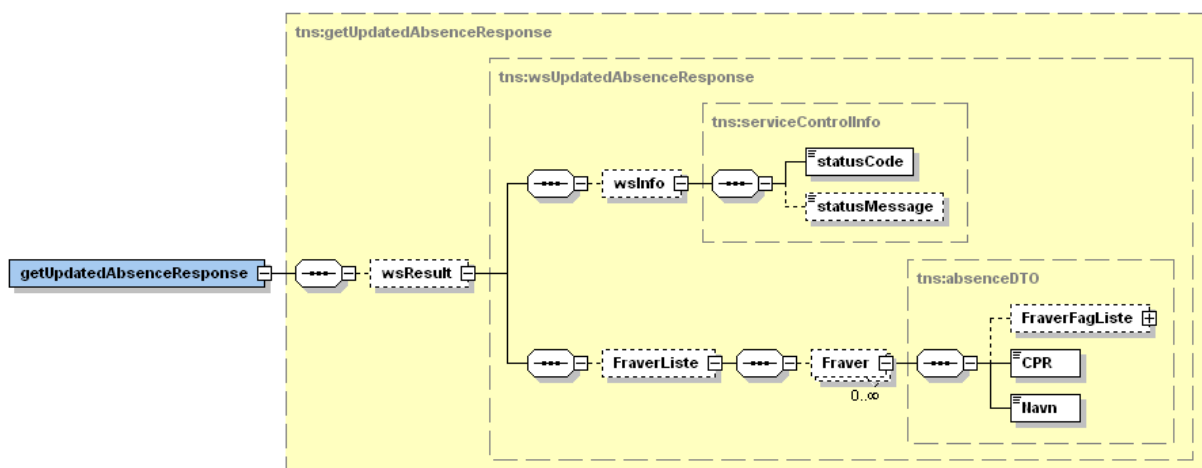 tns:getUpdatedAbsenceResponse
tns:wsUpdatedAbsenceResponse
tns:serviceControlInfo
statusCode
wsInfo
statusMessage
getUpdatedAbsenceResponse
wsResult
tns:absenceDTO
FraverFagListe
FraverListe
Fraver
0..∞
CPR
Navn